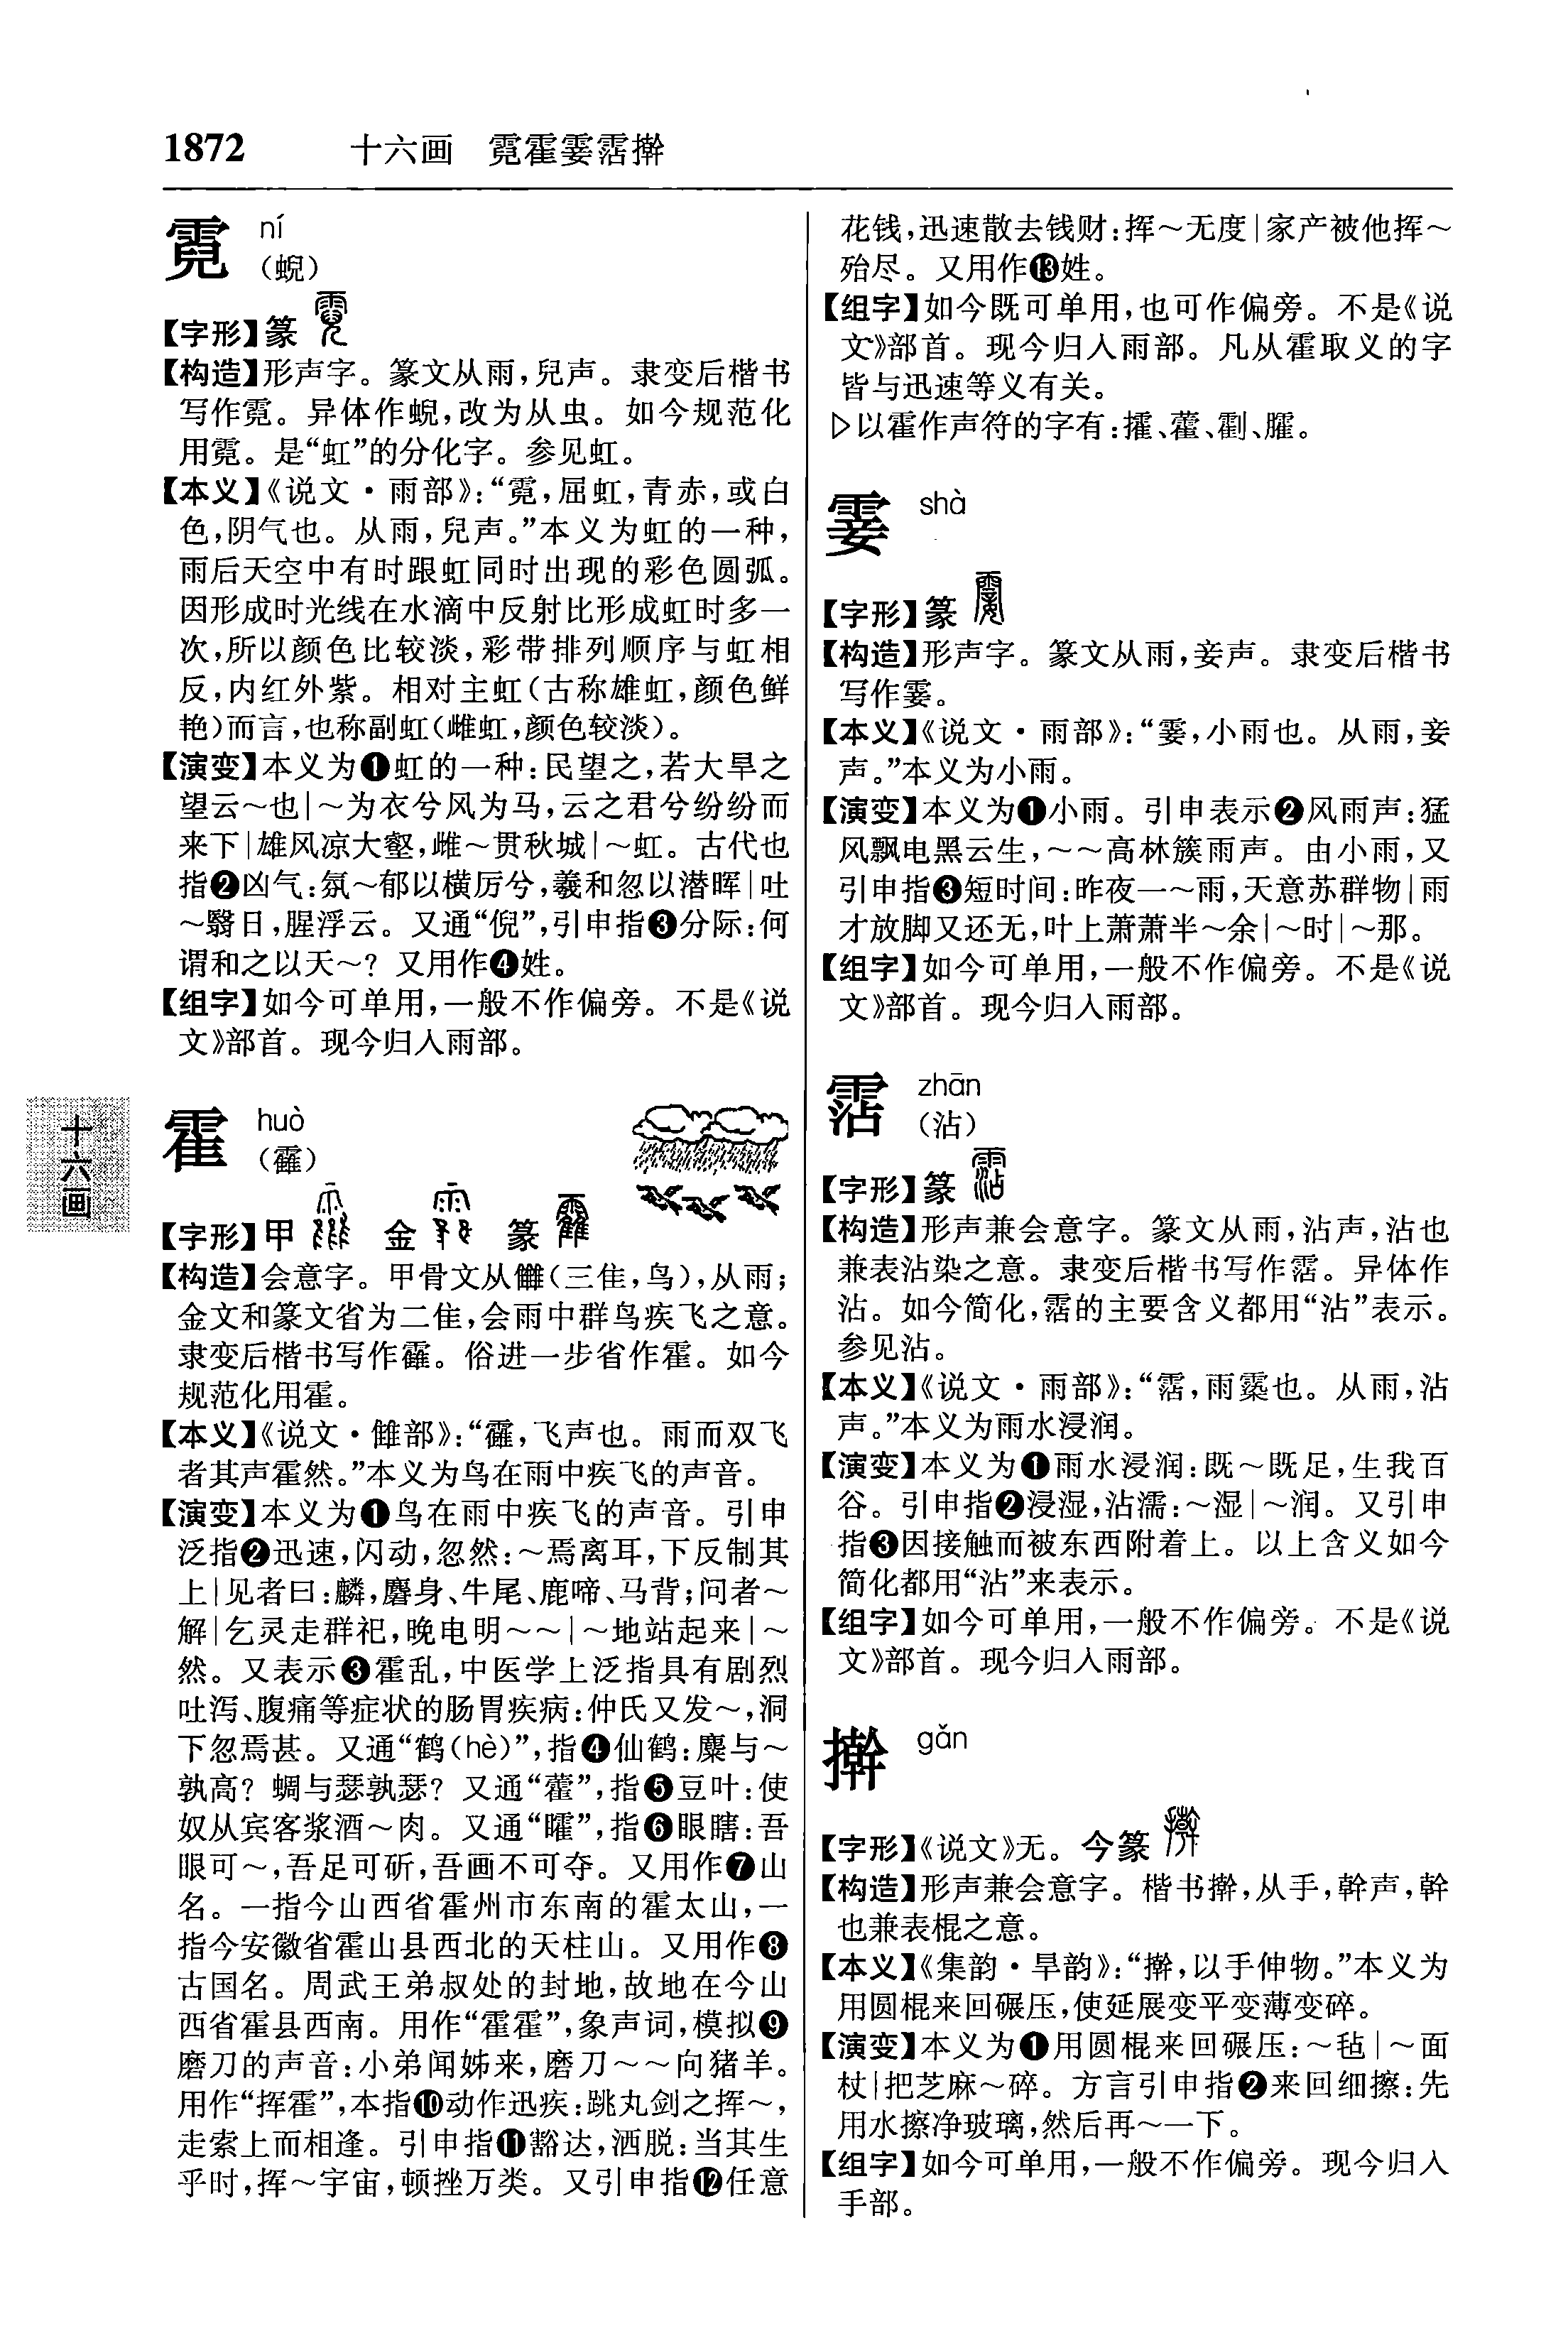 1872 十六画 霓霍霎霑擀
霓 ní
（蜺）
【字形】篆
【构造】形声字。篆文从雨，兒声。隶变后楷书
写作霓。异体作蜺，改为从虫。如今规范化
用霓。是“虹”的分化字。参见虹。
【本义】《说文·雨部》：“霓，屈虹，青赤，或白
色，阴气也。从雨，兒声。”本义为虹的一种，
雨后天空中有时跟虹同时出现的彩色圆弧。
因形成时光线在水滴中反射比形成虹时多一
次，所以颜色比较淡，彩带排列顺序与虹相
反，内红外紫。相对主虹（古称雄虹，颜色鲜
艳）而言，也称副虹（雌虹，颜色较淡）。
【演变】本义为❶虹的一种：民望之，若大旱之
望云～也|～为衣兮风为马，云之君兮纷纷而
来下|雄风凉大壑，雌～贯秋城|～虹。古代也
指❷凶气：氛～郁以横厉兮，羲和忽以潜晖|吐
～翳日，腥浮云。又通“倪”，引申指❸分际：何
谓和之以天～？又用作❹姓。
【组字】如今可单用，一般不作偏旁。不是《说
文》部首。现今归入雨部。
霍 huò
（靃）
【字形】甲 金 篆
【构造】会意字。甲骨文从雥（三隹，鸟），从雨；
金文和篆文省为二隹，会雨中群鸟疾飞之意。
隶变后楷书写作靃。俗进一步省作霍。如今
规范化用霍。
【本义】《说文·雔部》：“靃，飞声也。雨而双飞
者其声霍然。”本义为鸟在雨中疾飞的声音。
【演变】本义为❶鸟在雨中疾飞的声音。引申
泛指❷迅速，闪动，忽然：～焉离耳，下反制其
上|见者曰：麟，麏身、牛尾、鹿啼、马背；问者～
解|乞灵走群祀，晚电明～～|～地站起来|～
然。又表示❸霍乱，中医学上泛指具有剧烈
吐泻、腹痛等症状的肠胃疾病：仲氏又发～，洞
下忽焉甚。又通“鹤（hè）”，指❹仙鹤：麋与～
孰高？蜩与瑟孰瑟？又通“藿”，指❺豆叶：使
奴从宾客浆酒～肉。又通“矐”，指❻眼瞎：吾
眼可～，吾足可斫，吾画不可夺。又用作❼山
名。一指今山西省霍州市东南的霍太山，一
指今安徽省霍山县西北的天柱山。又用作❽
古国名。周武王弟叔处的封地，故地在今山
西省霍县西南。用作“霍霍”，象声词，模拟❾
磨刀的声音：小弟闻姊来，磨刀～～向猪羊。
用作“挥霍”，本指❿动作迅疾：跳丸剑之挥～，
走索上而相逢。引申指⓫豁达，洒脱：当其生
乎时，挥～宇宙，顿挫万类。又引申指⓬任意
花钱，迅速散去钱财：挥～无度|家产被他挥～
殆尽。又用作⓭姓。
【组字】如今既可单用，也可作偏旁。不是《说
文》部首。现今归入雨部。凡从霍取义的字
皆与迅速等义有关。
▷以霍作声符的字有：攉、藿、劐、臛。
霎 shà
【字形】篆
【构造】形声字。篆文从雨，妾声。隶变后楷书
写作霎。
【本义】《说文·雨部》：“霎，小雨也。从雨，妾
声。”本义为小雨。
【演变】本义为❶小雨。引申表示❷风雨声：猛
风飘电黑云生，～～高林簇雨声。由小雨，又
引申指❸短时间：昨夜一～雨，天意苏群物|雨
才放脚又还无，叶上萧萧半～余|～时|～那。
【组字】如今可单用，一般不作偏旁。不是《说
文》部首。现今归入雨部。
霑 zhān
（沾）
【字形】篆
【构造】形声兼会意字。篆文从雨，沾声，沾也
兼表沾染之意。隶变后楷书写作霑。异体作
沾。如今简化，霑的主要含义都用“沾”表示。
参见沾。
【本义】《说文·雨部》：“霑，雨䨙也。从雨，沾
声。”本义为雨水浸润。
【演变】本义为❶雨水浸润：既～既足，生我百
谷。引申指❷浸湿，沾濡：～湿|～润。又引申
指❸因接触而被东西附着上。以上含义如今
简化都用“沾”来表示。
【组字】如今可单用，一般不作偏旁。不是《说
文》部首。现今归入雨部。
擀 gǎn
【字形】《说文》无。今篆
【构造】形声兼会意字。楷书擀，从手，幹声，幹
也兼表棍之意。
【本义】《集韵·旱韵》：“擀，以手伸物。”本义为
用圆棍来回碾压，使延展变平变薄变碎。
【演变】本义为❶用圆棍来回碾压：～毡|～面
杖|把芝麻～碎。方言引申指❷来回细擦：先
用水擦净玻璃，然后再～一下。
【组字】如今可单用，一般不作偏旁。现今归入
手部。
十六画